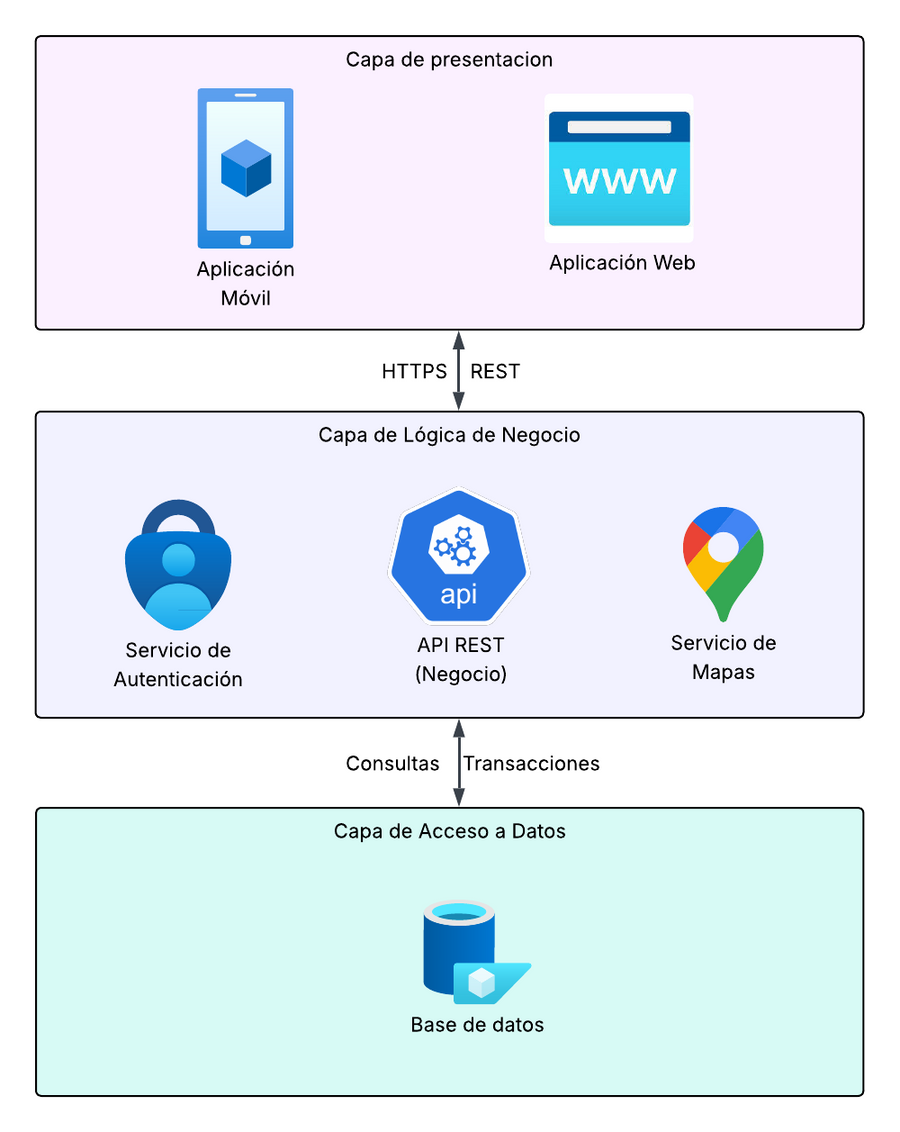 Capa de presentacion
www
Aplicación
Móvil
Aplicación Web
HTTPS
REST
Capa de Lógica de Negocio
api
Servicio de
Autenticación
API REST
(Negocio)
Servicio de
Mapas
Consultas
Transacciones
Capa de Acceso a Datos
Base de datos